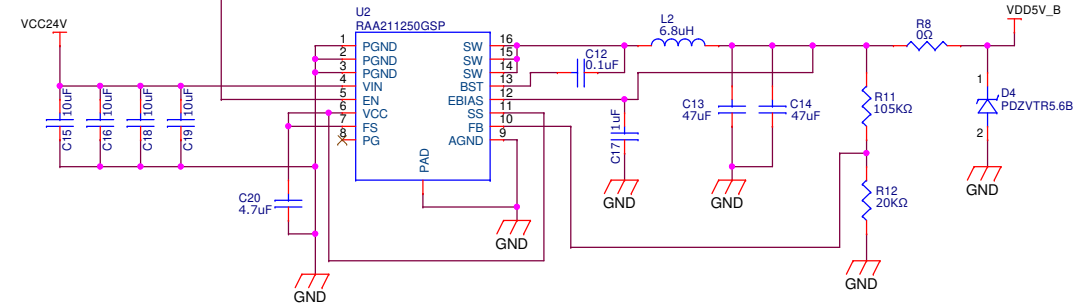 VCC24V
C15 10uF
C16 10uF
C18 10uF
C19 10uF
C20
4.7uF
GND
U2
RAA211250GSP
1 PGND
2 PGND
3 PGND
4 VIN
5 EN
6 VCC
7 FS
8 PG
SW 16
SW 15
SW 14
BST 13
EBIAS 12
SS 11
FB 10
AGND 9
PAD
GND
C12
0.1uF
C17 1uF
GND
L2
6.8uH
C13
47uF
C14
47uF
GND
R11
105KΩ
R12
20KΩ
GND
R8
0Ω
VDD5V_B
1
D4
PDZVTR5.6B
2
GND